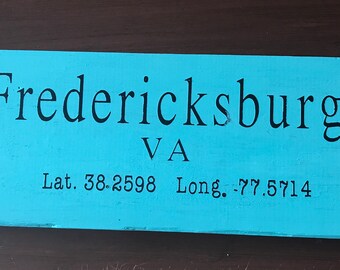 Fredericksburg
VA
Lat. 38.2598 Long. -77.5714